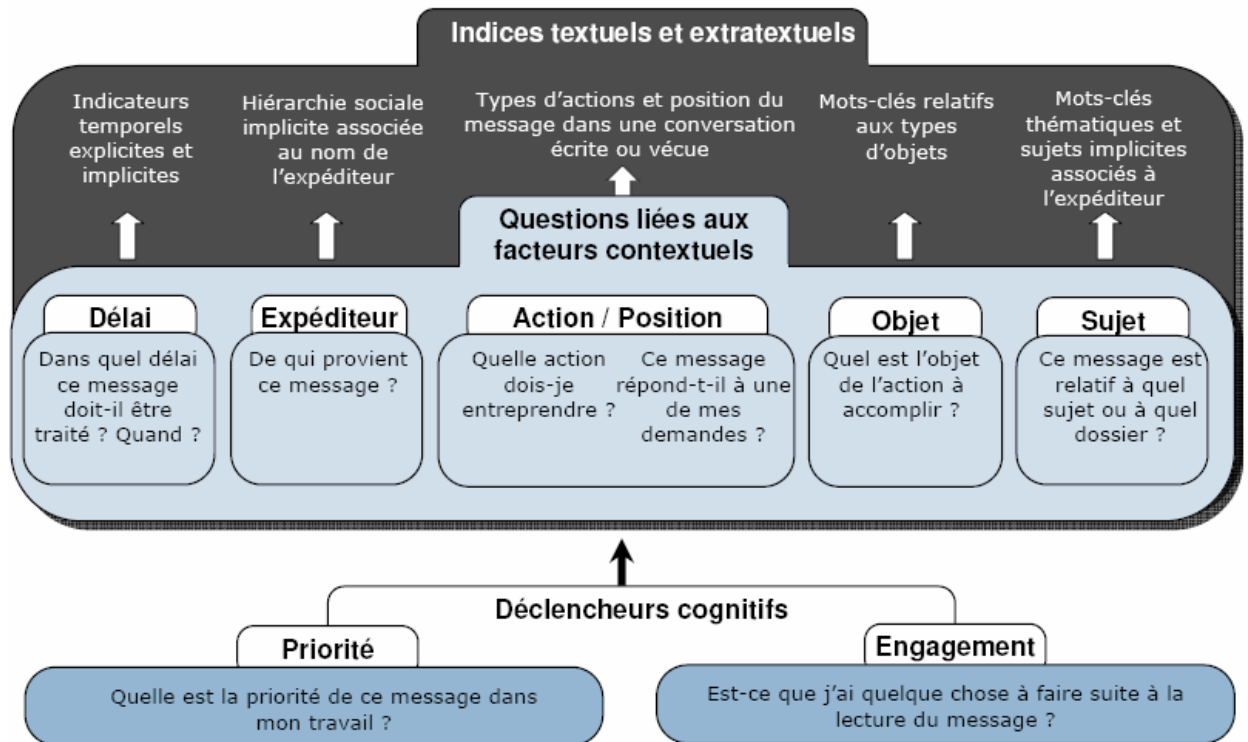 Indices textuels et extratextuels
Indicateurs
temporels
explicites et
implicites
Hiérarchie sociale
implicite associée
au nom de
l'expéditeur
Types d'actions et position du
message dans une conversation
écrite ou vécue
Mots-clés relatifs
aux types
d'objets
Mots-clés
thématiques et
sujets implicites
associés à
l'expéditeur
Questions liées aux
facteurs contextuels
Délai
Dans quel délai
ce message
doit-il être
traité ? Quand ?
Expéditeur
De qui provient
ce message ?
Action / Position
Quelle action
dois-je
entreprendre ?
Ce message
répond-t-il à une
de mes
demandes ?
Objet
Quel est l'objet
de l'action à
accomplir ?
Sujet
Ce message est
relatif à quel
sujet ou à quel
dossier ?
Déclencheurs cognitifs
Priorité
Quelle est la priorité de ce message dans
mon travail ?
Engagement
Est-ce que j'ai quelque chose à faire suite à la
lecture du message ?